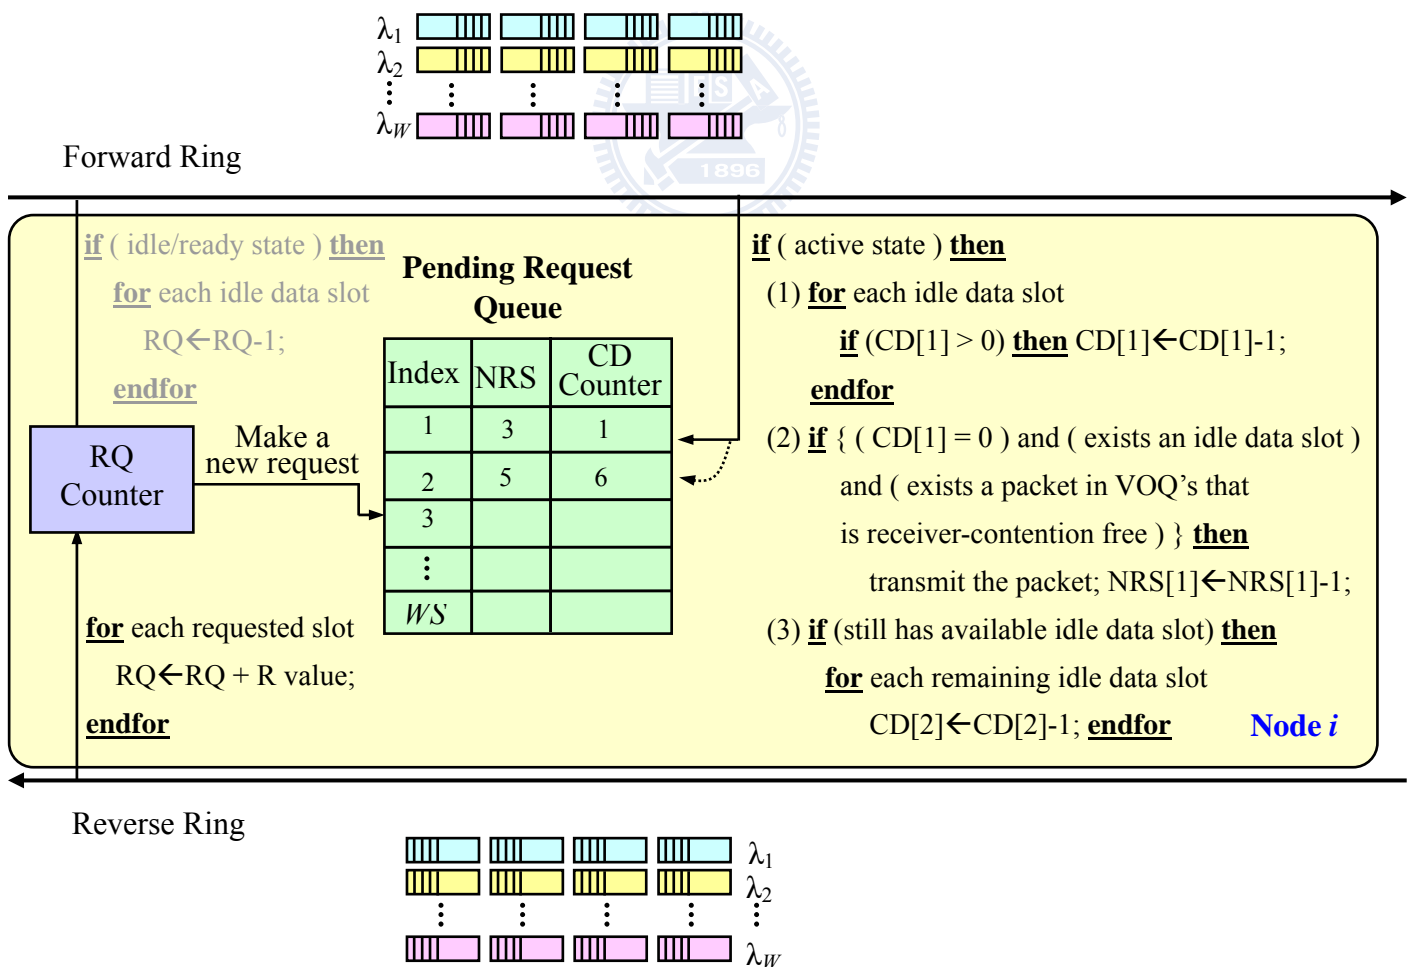 λ1
λ2
λW
Forward Ring
1896
if ( idle/ready state ) then
for each idle data slot
RQ←RQ-1;
endfor
RQ
Counter
Make a
new request
for each requested slot
RQ←RQ + R value;
endfor
Pending Request
Queue
Index NRS CD Counter
1 3 1
2 5 6
3
WS
if ( active state ) then
(1) for each idle data slot
if (CD[1] > 0) then CD[1]←CD[1]-1;
endfor
(2) if { ( CD[1] = 0 ) and ( exists an idle data slot )
and ( exists a packet in VOQ's that
is receiver-contention free ) } then
transmit the packet; NRS[1]←NRS[1]-1;
(3) if (still has available idle data slot) then
for each remaining idle data slot
CD[2]←CD[2]-1; endfor
Node i
Reverse Ring
λ1
λ2
λW